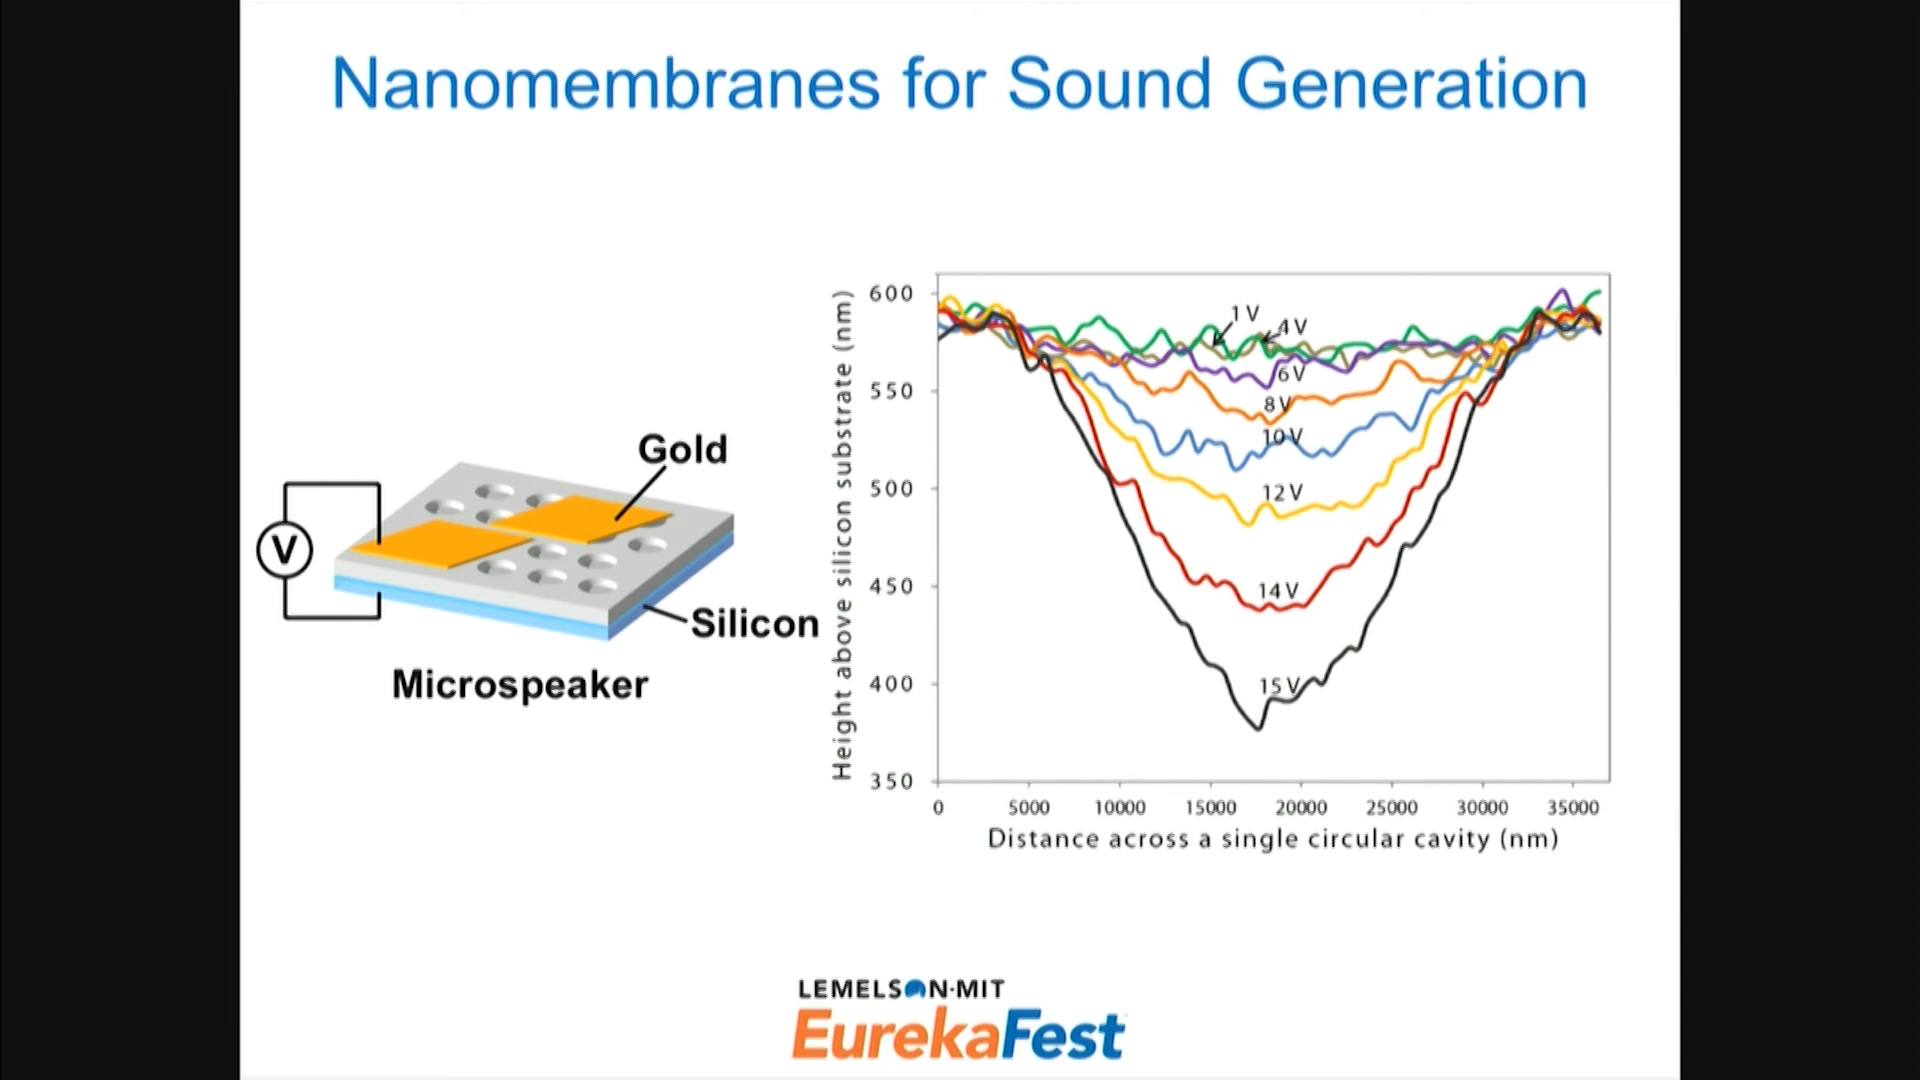 Nanomembranes for Sound Generation
Gold
V
Silicon
Microspeaker
Height above silicon substrate (nm)
600
550
500
450
400
350
1 V
4 V
6 V
8 V
10 V
12 V
14 V
15 V
0 5000 10000 15000 20000 25000 30000 35000
Distance across a single circular cavity (nm)
LEMELSON-MIT
EurekaFest